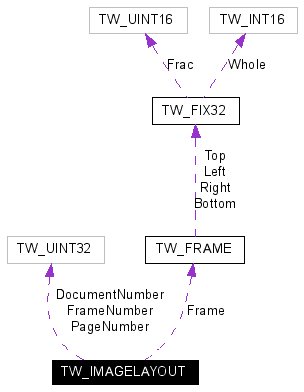 TW_UINT16
TW_INT16
Frac
Whole
TW_FIX32
Top
Left
Right
Bottom
TW_UINT32
TW_FRAME
DocumentNumber
FrameNumber
PageNumber
Frame
TW_IMAGELAYOUT